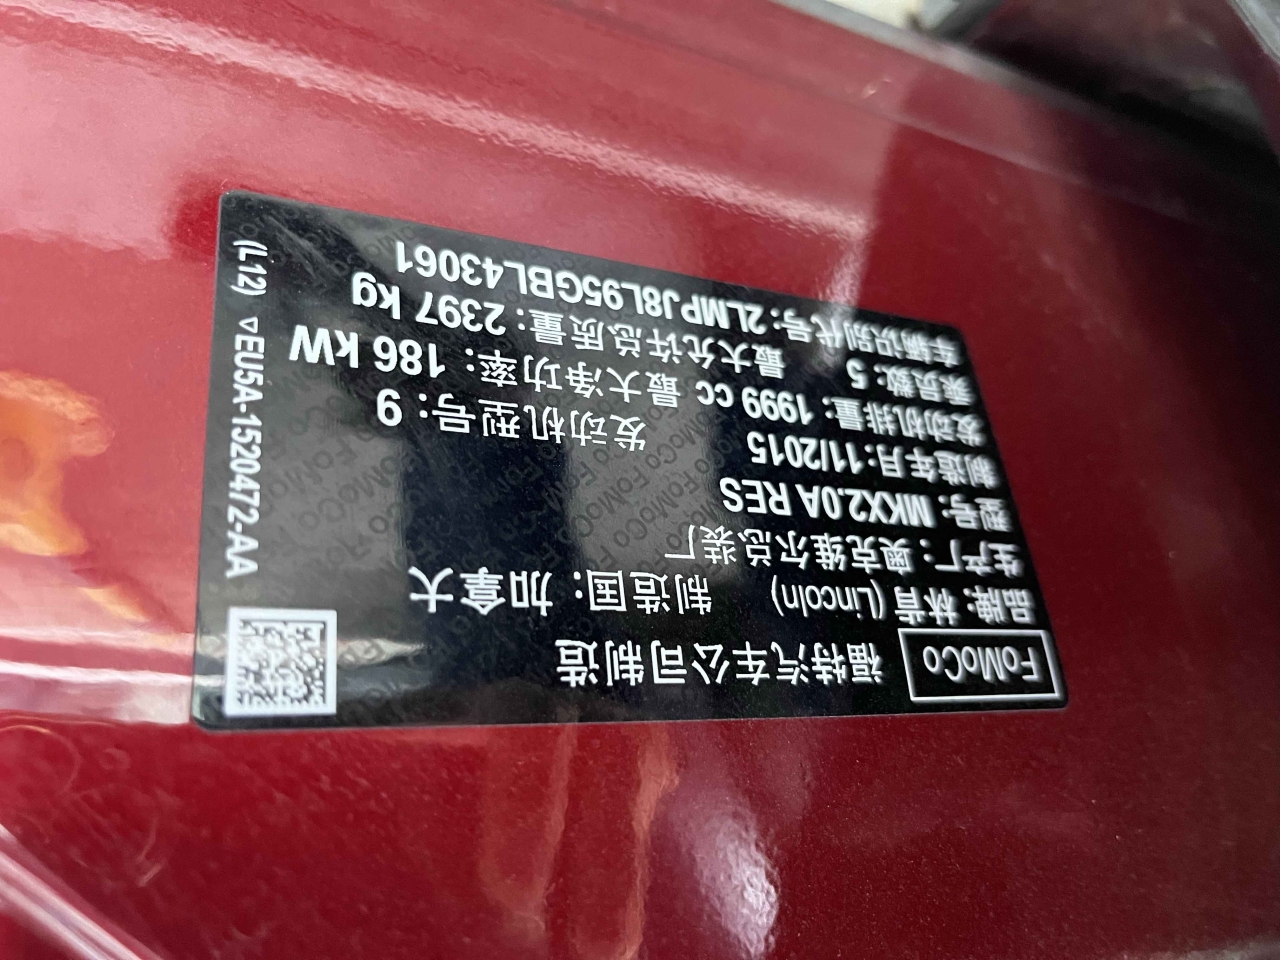 FoMoCo 福特汽车公司制造
品牌: 林肯 (Lincoln) 制造国: 加拿大
生产厂: 奥克维尔总装厂
型号: MKX2.0A RES
制造年月:11/2015 发动机型号: 9
发动机排量: 1999 cc 最大净功率: 186 kW
乘员数: 5 最大允许总质量: 2397 kg
车辆识别代号: 2LMPJ8L95GBL43061
(L12) ▽EU5A-1520472-AA